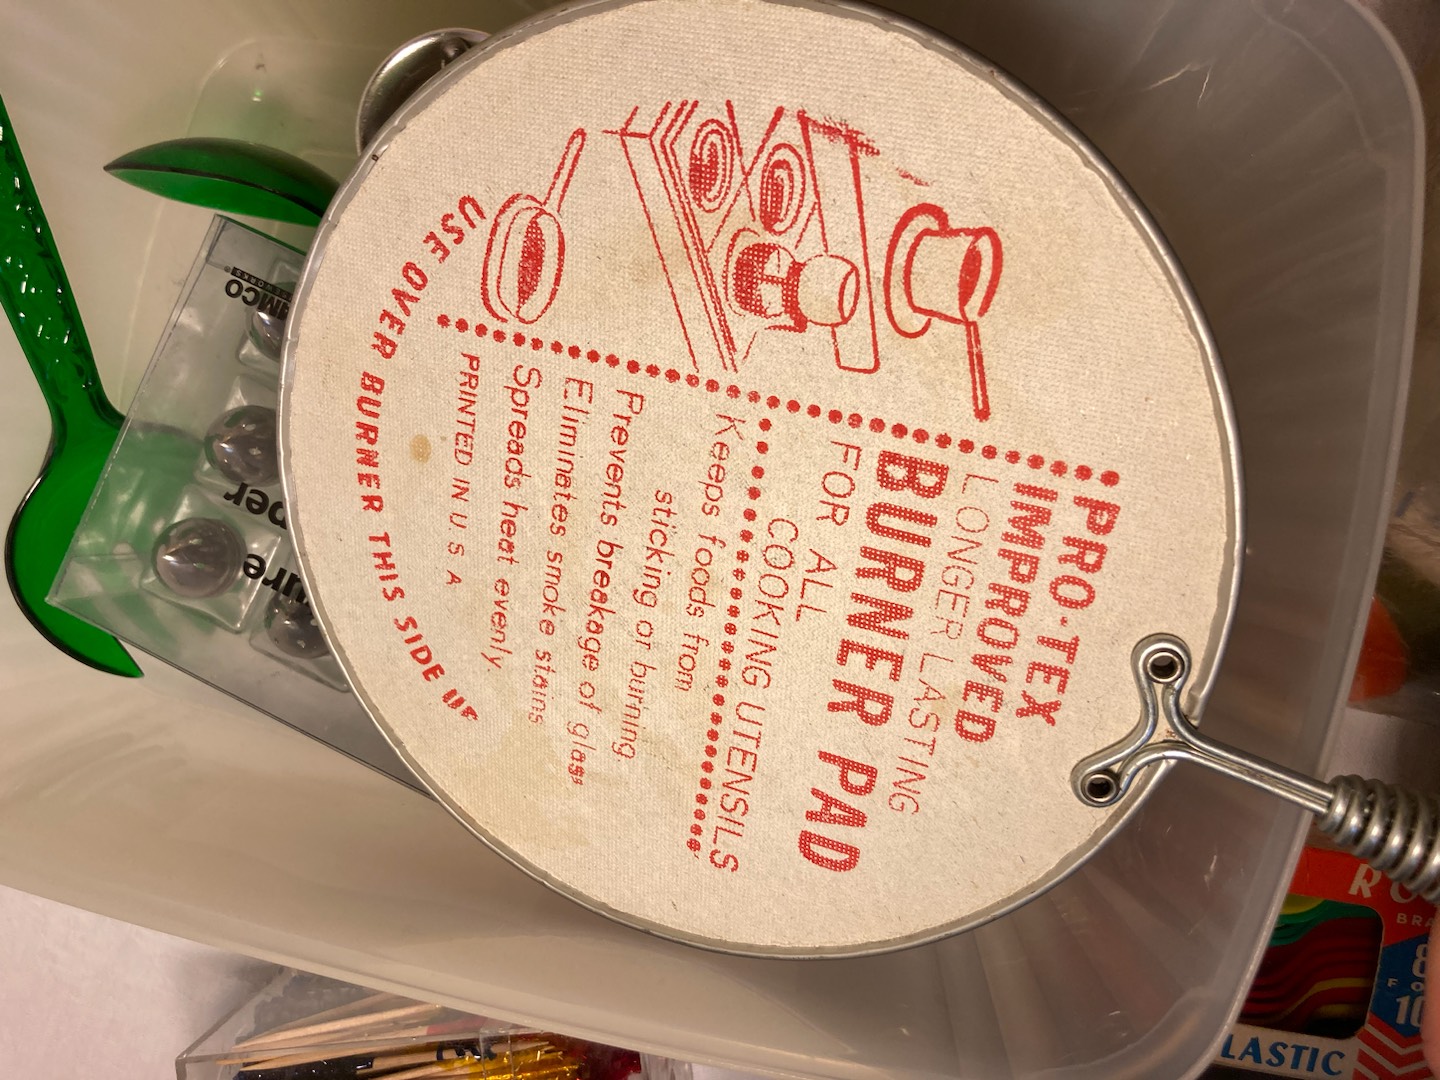 PRO-TEX
IMPROVED
LONGER LASTING
BURNER PAD
FOR ALL
COOKING UTENSILS
Keeps foods from
sticking or burning
Prevents breakage of glass
Eliminates smoke stains
Spreads heat evenly
PRINTED IN U. S. A
USE OVER BURNER THIS SIDE UP
LASTIC